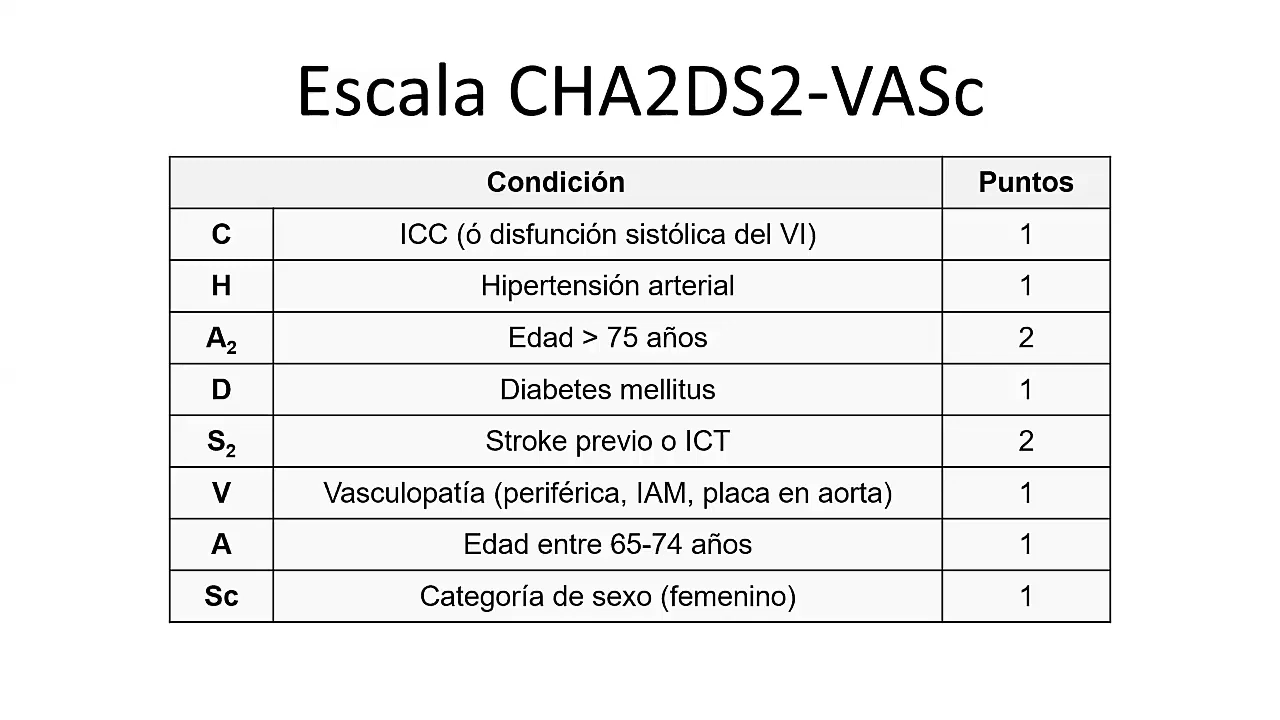 Escala CHA2DS2-VASc
Condición Puntos
C ICC (ó disfunción sistólica del VI) 1
H Hipertensión arterial 1
A2 Edad > 75 años 2
D Diabetes mellitus 1
S2 Stroke previo o ICT 2
V Vasculopatía (periférica, IAM, placa en aorta) 1
A Edad entre 65-74 años 1
Sc Categoría de sexo (femenino) 1